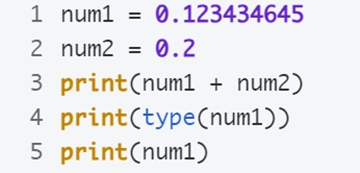 1 num1 = 0.123434645
2 num2 = 0.2
3 print(num1 + num2)
4 print(type(num1))
5 print(num1)